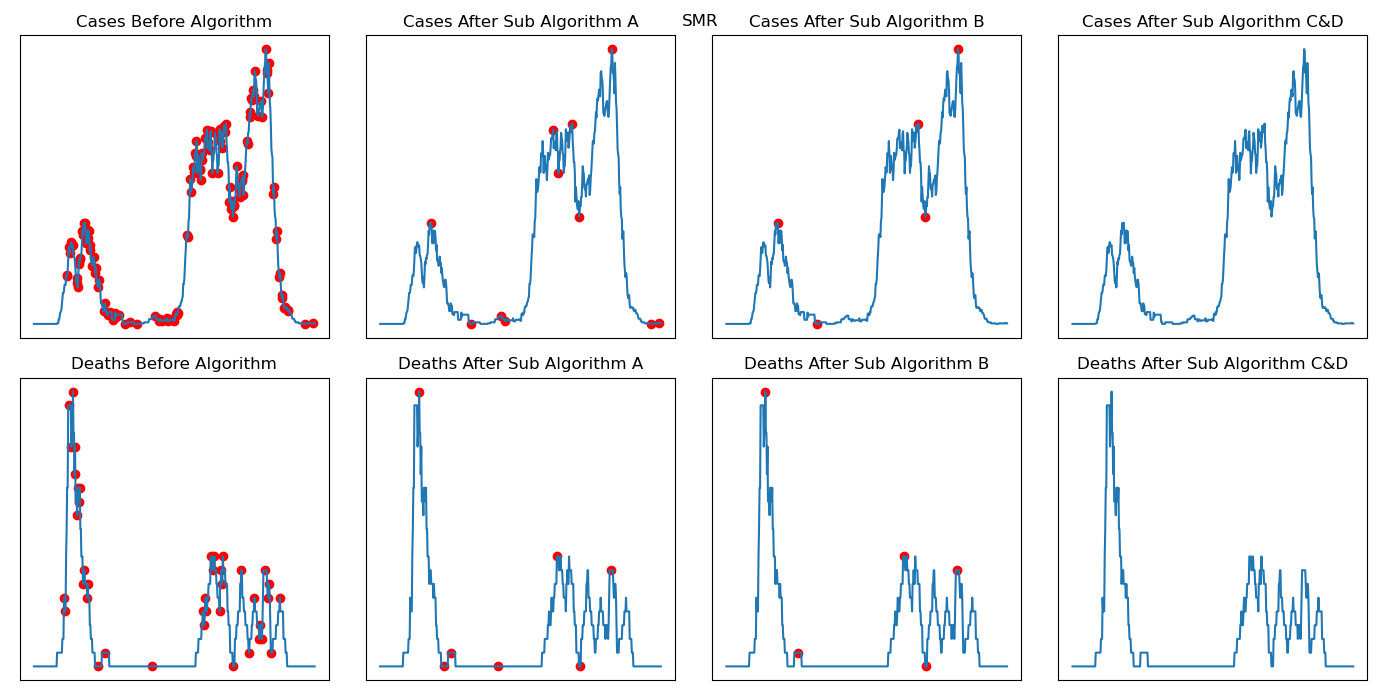 SMR
Cases Before Algorithm
Cases After Sub Algorithm A
Cases After Sub Algorithm B
Cases After Sub Algorithm C&D
Deaths Before Algorithm
Deaths After Sub Algorithm A
Deaths After Sub Algorithm B
Deaths After Sub Algorithm C&D